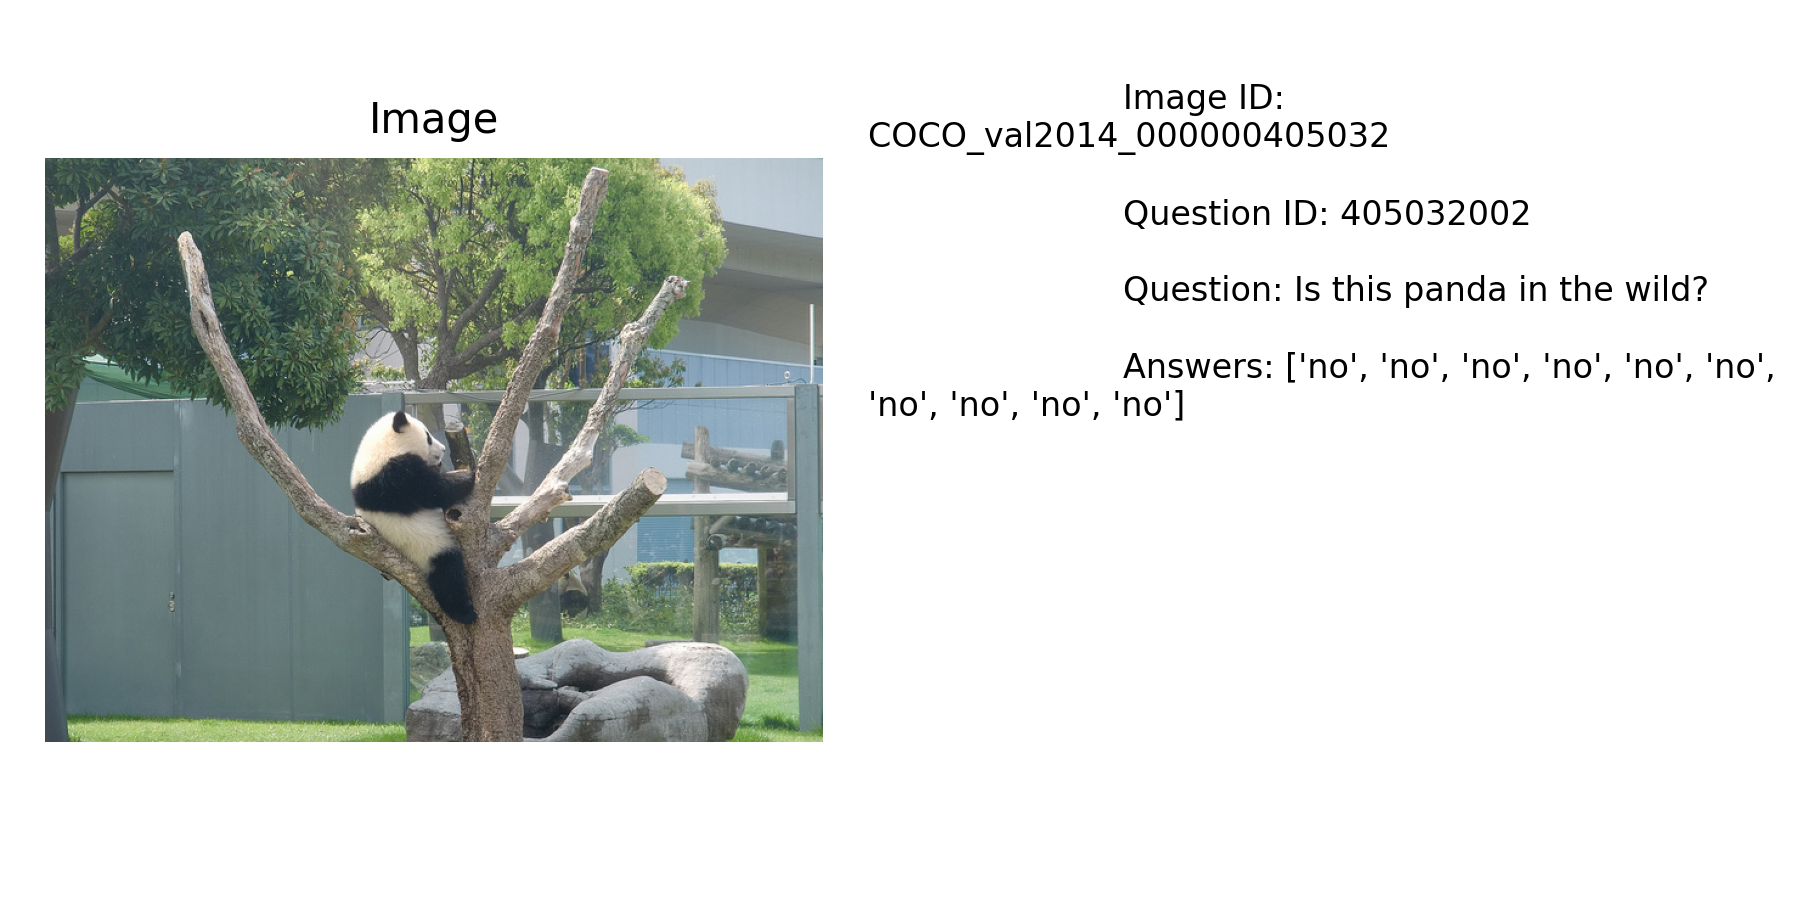 Image
Image ID:
COCO_val2014_000000405032
Question ID: 405032002
Question: Is this panda in the wild?
Answers: ['no', 'no', 'no', 'no', 'no', 'no',
'no', 'no', 'no', 'no']